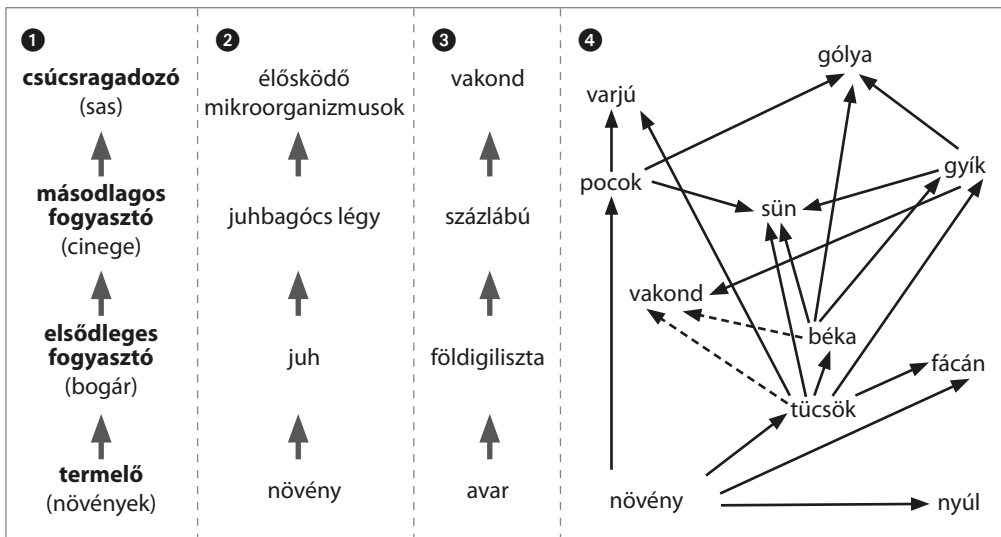 1
csúcsragadozó
(sas)
másodlagos
fogyasztó
(cinege)
elsődleges
fogyasztó
(bogár)
termelő
(növények)
2
élősködő
mikroorganizmusok
juhbagócs légy
juh
növény
3
vakond
százlábú
földigiliszta
avar
4
gólya
varjú
pocok
gyík
sün
vakond
béka
fácán
tücsök
növény
nyúl